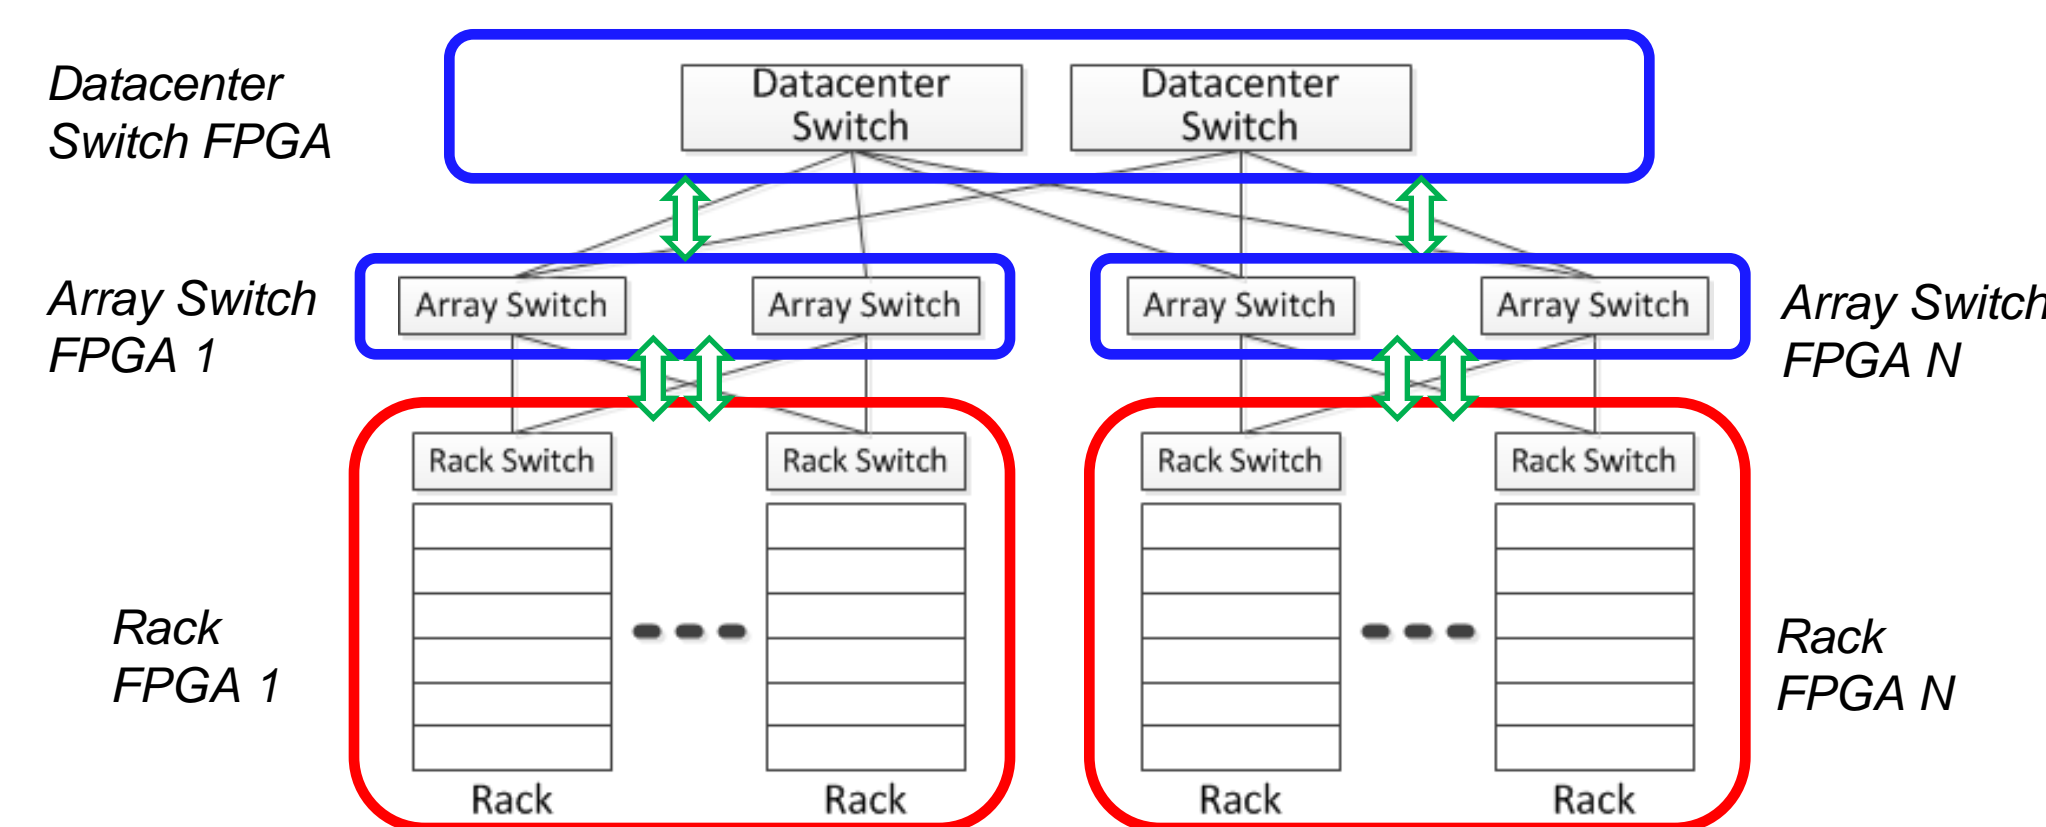 Datacenter
Switch FPGA
Datacenter
Switch
Datacenter
Switch
Array Switch
FPGA 1
Array Switch
Array Switch
Array Switch
Array Switch
Array Switch
FPGA N
Rack Switch
Rack Switch
Rack Switch
Rack Switch
Rack
FPGA 1
Rack
FPGA N
Rack
Rack
Rack
Rack